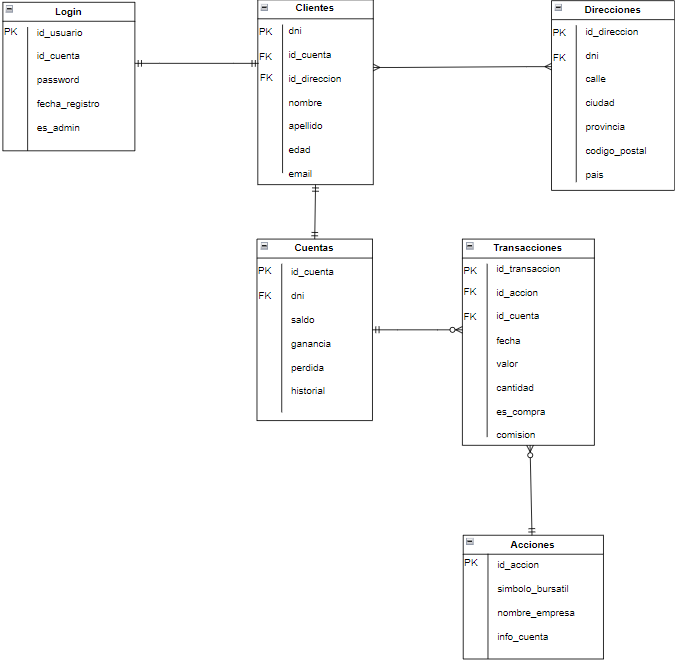 Login
PK id_usuario
id_cuenta
password
fecha_registro
es_admin
Clientes
PK dni
FK id_cuenta
FK id_direccion
nombre
apellido
edad
email
Direcciones
PK id_direccion
FK dni
calle
ciudad
provincia
codigo_postal
pais
Cuentas
PK id_cuenta
FK dni
saldo
ganancia
perdida
historial
Transacciones
PK id_transaccion
FK id_accion
FK id_cuenta
fecha
valor
cantidad
es_compra
comision
Acciones
PK id_accion
simbolo_bursatil
nombre_empresa
info_cuenta